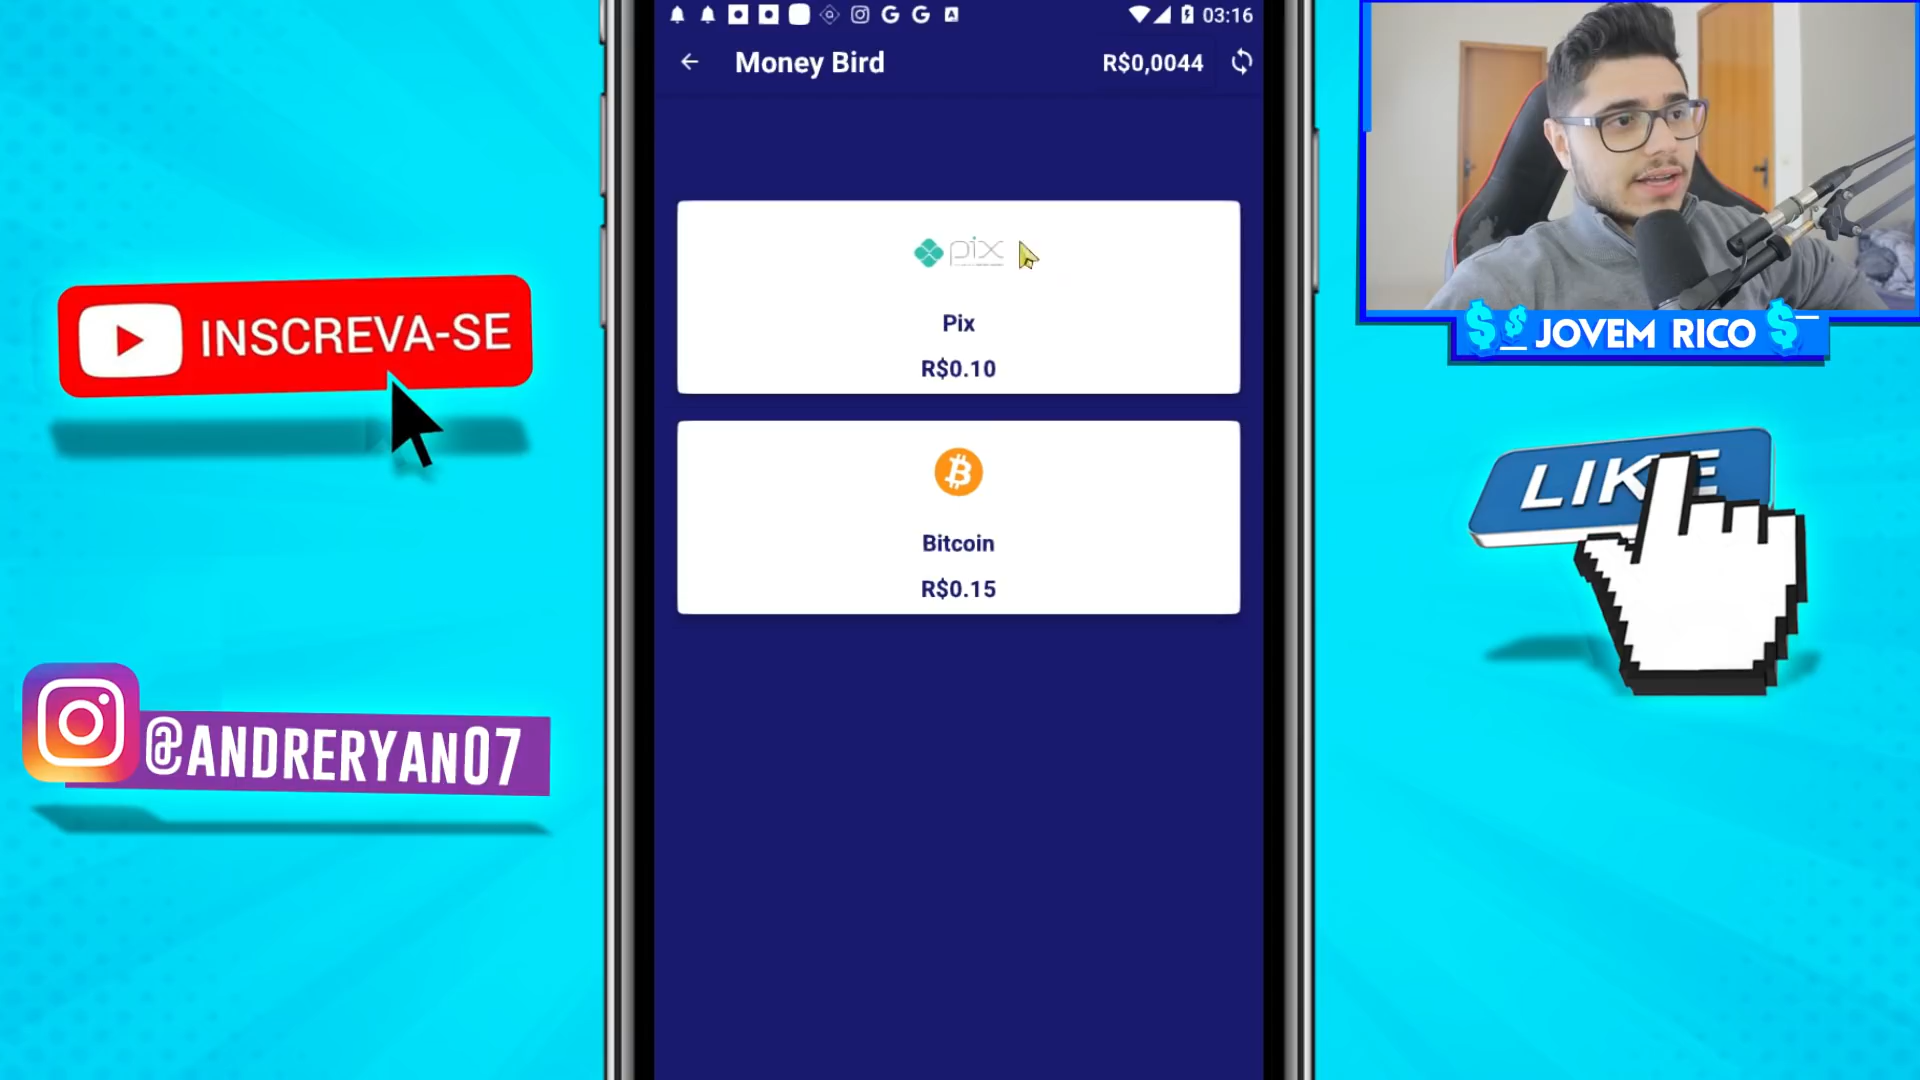 03:16
Money Bird R$0,0044
pix
Pix
R$0.10
Bitcoin
R$0.15
INSCREVA-SE
@ANDRERYAN07
$ $ JOVEM RICO $
LIKE